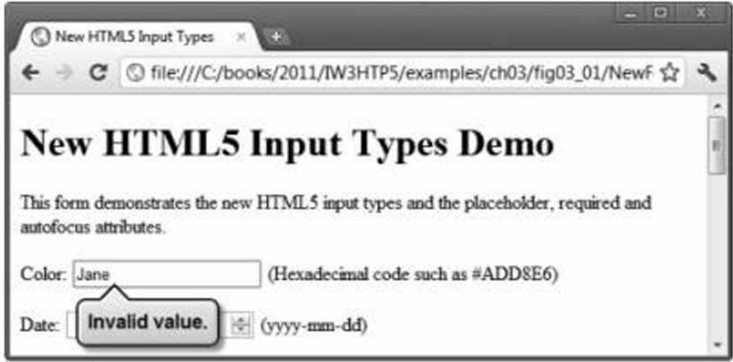 New HTML5 Input Types
file:///C:/books/2011/IW3HTP5/examples/ch03/fig03_01/NewF
New HTML5 Input Types Demo
This form demonstrates the new HTML5 input types and the placeholder, required and
autofocus attributes.
Color: Jane (Hexadecimal code such as #ADD8E6)
Invalid value.
Date: (yyyy-mm-dd)